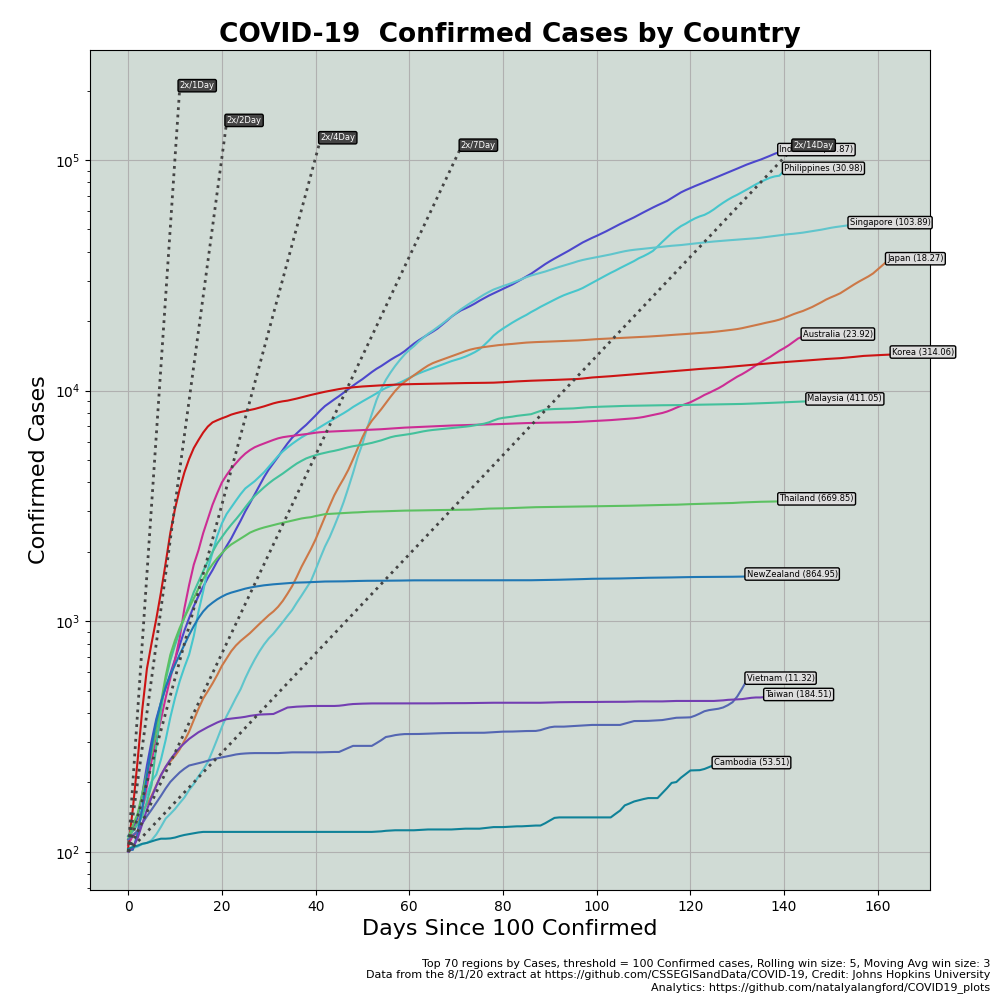 COVID-19 Confirmed Cases by Country
2x/1Day
2x/2Day
2x/4Day
2x/7Day
2x/14Day
Philippines (30.98)
Singapore (103.89)
Japan (18.27)
Australia (23.92)
Korea (314.06)
Malaysia (411.05)
Thailand (669.85)
NewZealand (864.95)
Vietnam (11.32)
Taiwan (184.51)
Cambodia (53.51)
Confirmed Cases
10^5
10^4
10^3
10^2
0 20 40 60 80 100 120 140 160
Days Since 100 Confirmed
Top 70 regions by Cases, threshold = 100 Confirmed cases, Rolling win size: 5, Moving Avg win size: 3
Data from the 8/1/20 extract at https://github.com/CSSEGISandData/COVID-19, Credit: Johns Hopkins University
Analytics: https://github.com/natalyalangford/COVID19_plots